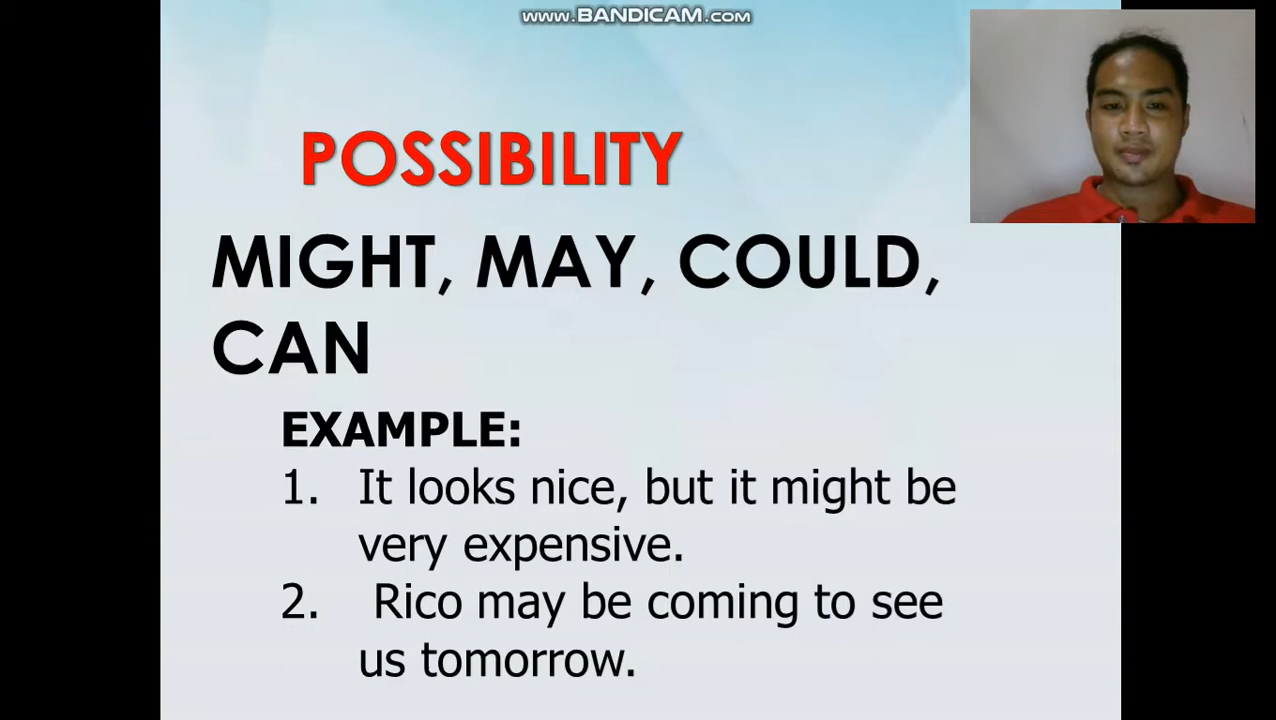 www.BANDICAM.com
POSSIBILITY
MIGHT, MAY, COULD,
CAN
EXAMPLE:
1. It looks nice, but it might be
very expensive.
2. Rico may be coming to see
us tomorrow.